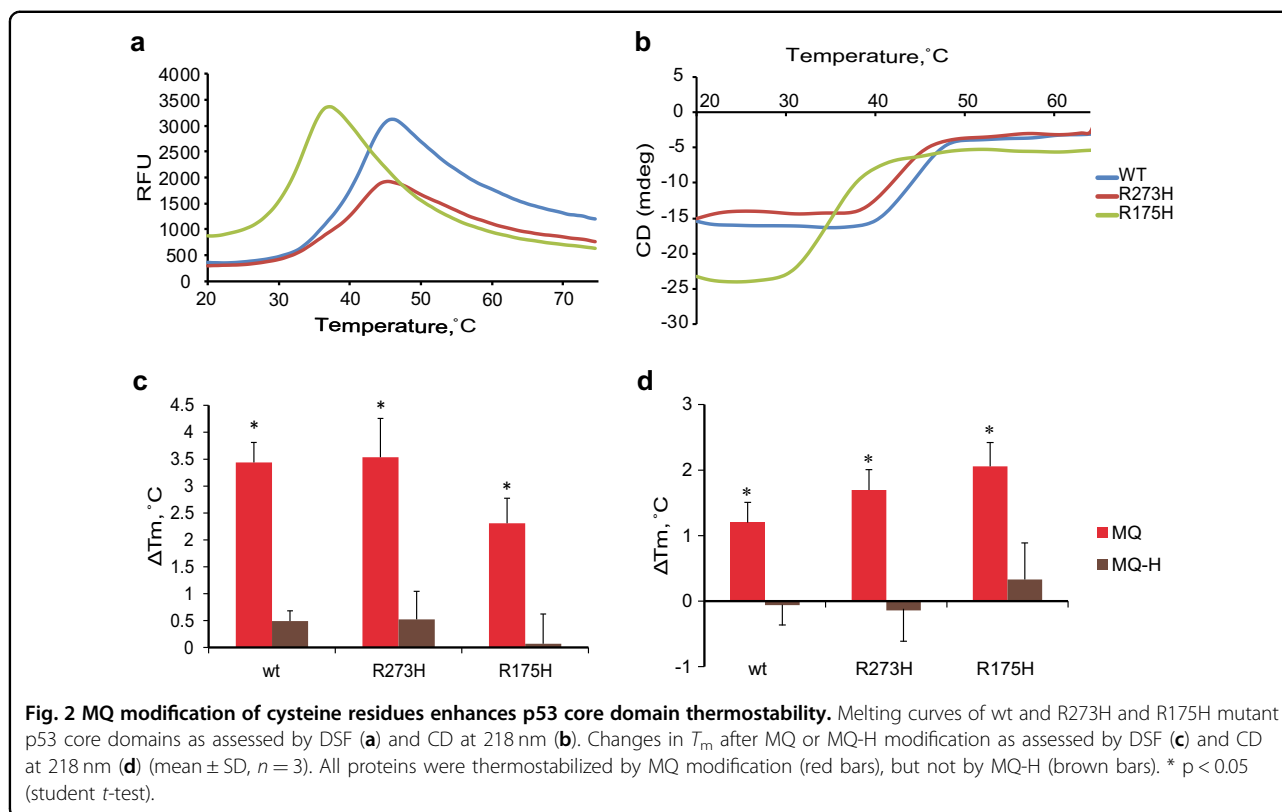 a
4000
3500
3000
2500
2000
1500
1000
500
0
RFU
20 30 40 50 60 70
Temperature,°C
b
Temperature,°C
5
0
-5
-10
-15
-20
-25
-30
CD (mdeg)
20 30 40 50 60
WT
R273H
R175H
c
4.5
4
3.5
3
2.5
2
1.5
1
0.5
0
ΔTm, °C
* * *
wt R273H R175H
d
3
2
1
0
-1
ΔTm, °C
* * *
wt R273H R175H
MQ
MQ-H
Fig. 2 MQ modification of cysteine residues enhances p53 core domain thermostability. Melting curves of wt and R273H and R175H mutant
p53 core domains as assessed by DSF (a) and CD at 218 nm (b). Changes in Tm after MQ or MQ-H modification as assessed by DSF (c) and CD
at 218 nm (d) (mean ± SD, n = 3). All proteins were thermostabilized by MQ modification (red bars), but not by MQ-H (brown bars). * p < 0.05
(student t-test).